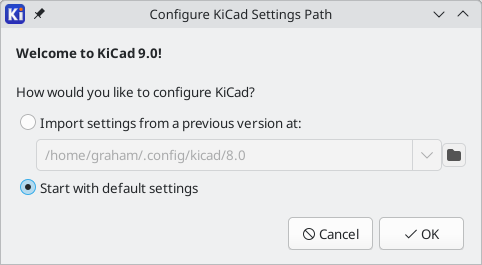 Ki
Configure KiCad Settings Path
Welcome to KiCad 9.0!
How would you like to configure KiCad?
Import settings from a previous version at:
/home/graham/.config/kicad/8.0
Start with default settings
Cancel OK